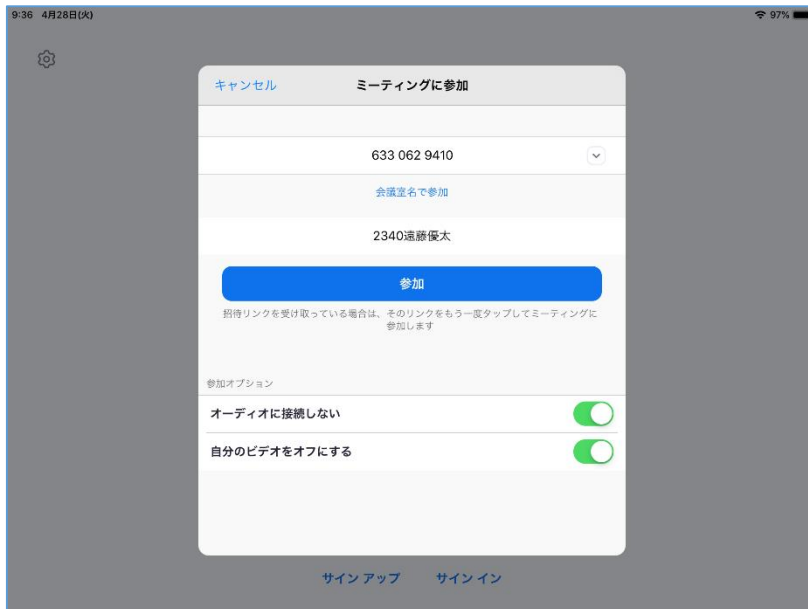 9:36 4月28日(火)
97%
キャンセル
ミーティングに参加
633 062 9410
会議室名で参加
2340遠藤優太
参加
招待リンクを受け取っている場合は、そのリンクをもう一度タップしてミーティングに
参加します
参加オプション
オーディオに接続しない
自分のビデオをオフにする
サイン アップ
サイン イン